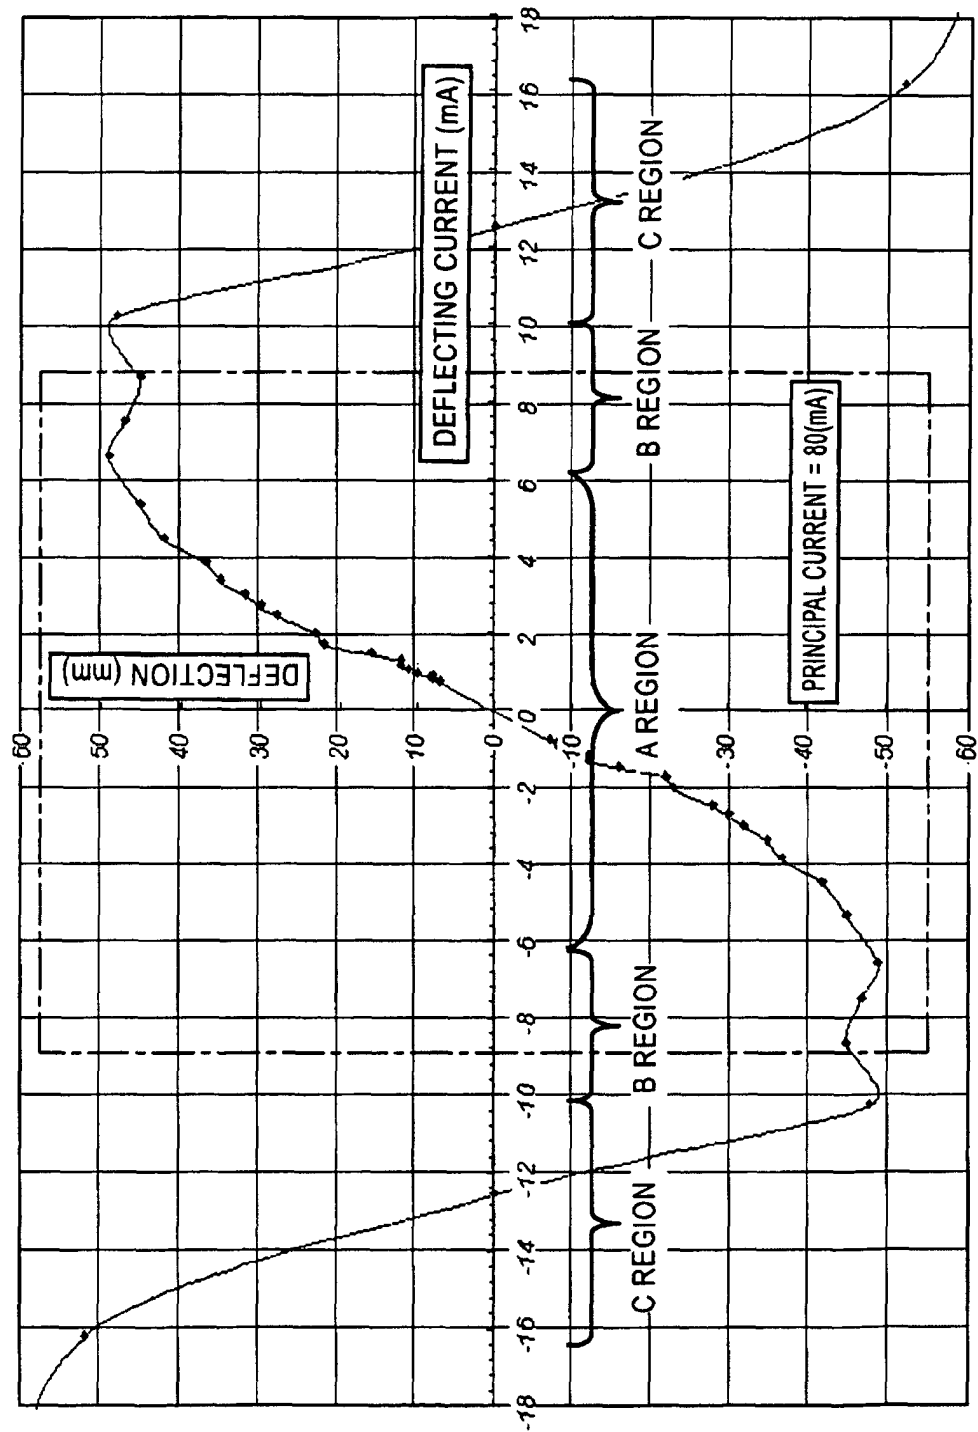 60
DEFLECTION (mm)
50
40
30
20
10
DEFLECTING CURRENT (mA)
0
-18 -16 -14 -12 -10 -8 -6 -4 -2 0 2 4 6 8 10 12 14 16 18
-10
C REGION B REGION A REGION B REGION C REGION
-30
-40
PRINCIPAL CURRENT = 80(mA)
-50
-60